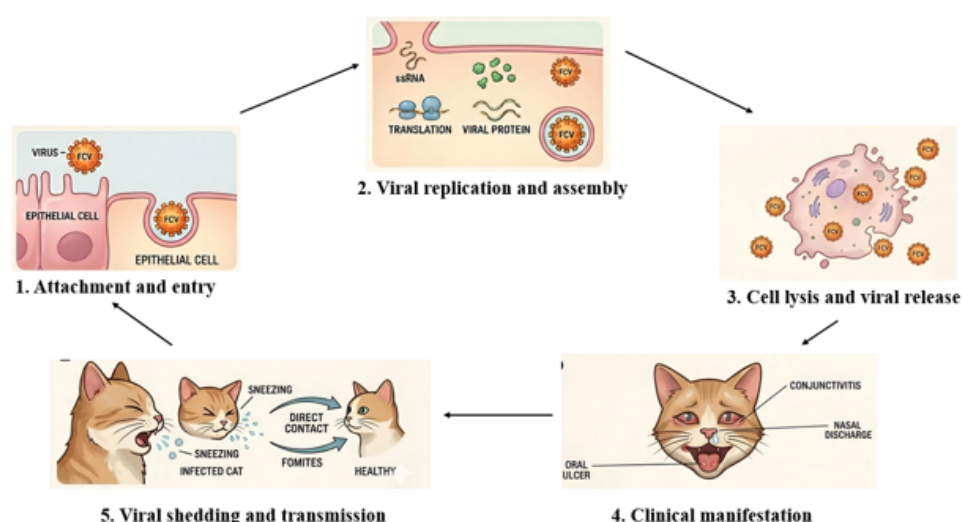 VIRUS
FCV
EPITHELIAL CELL
FCV
EPITHELIAL CELL
1. Attachment and entry
ssRNA
FCV
TRANSLATION
VIRAL PROTEIN
FCV
2. Viral replication and assembly
FCV
FCV
FCV
FCV
FCV
FCV
FCV
FCV
3. Cell lysis and viral release
CONJUNCTIVITIS
NASAL
DISCHARGE
ORAL
ULCER
4. Clinical manifestation
SNEEZING
SNEEZING
INFECTED CAT
DIRECT
CONTACT
FOMITES
HEALTHY
5. Viral shedding and transmission